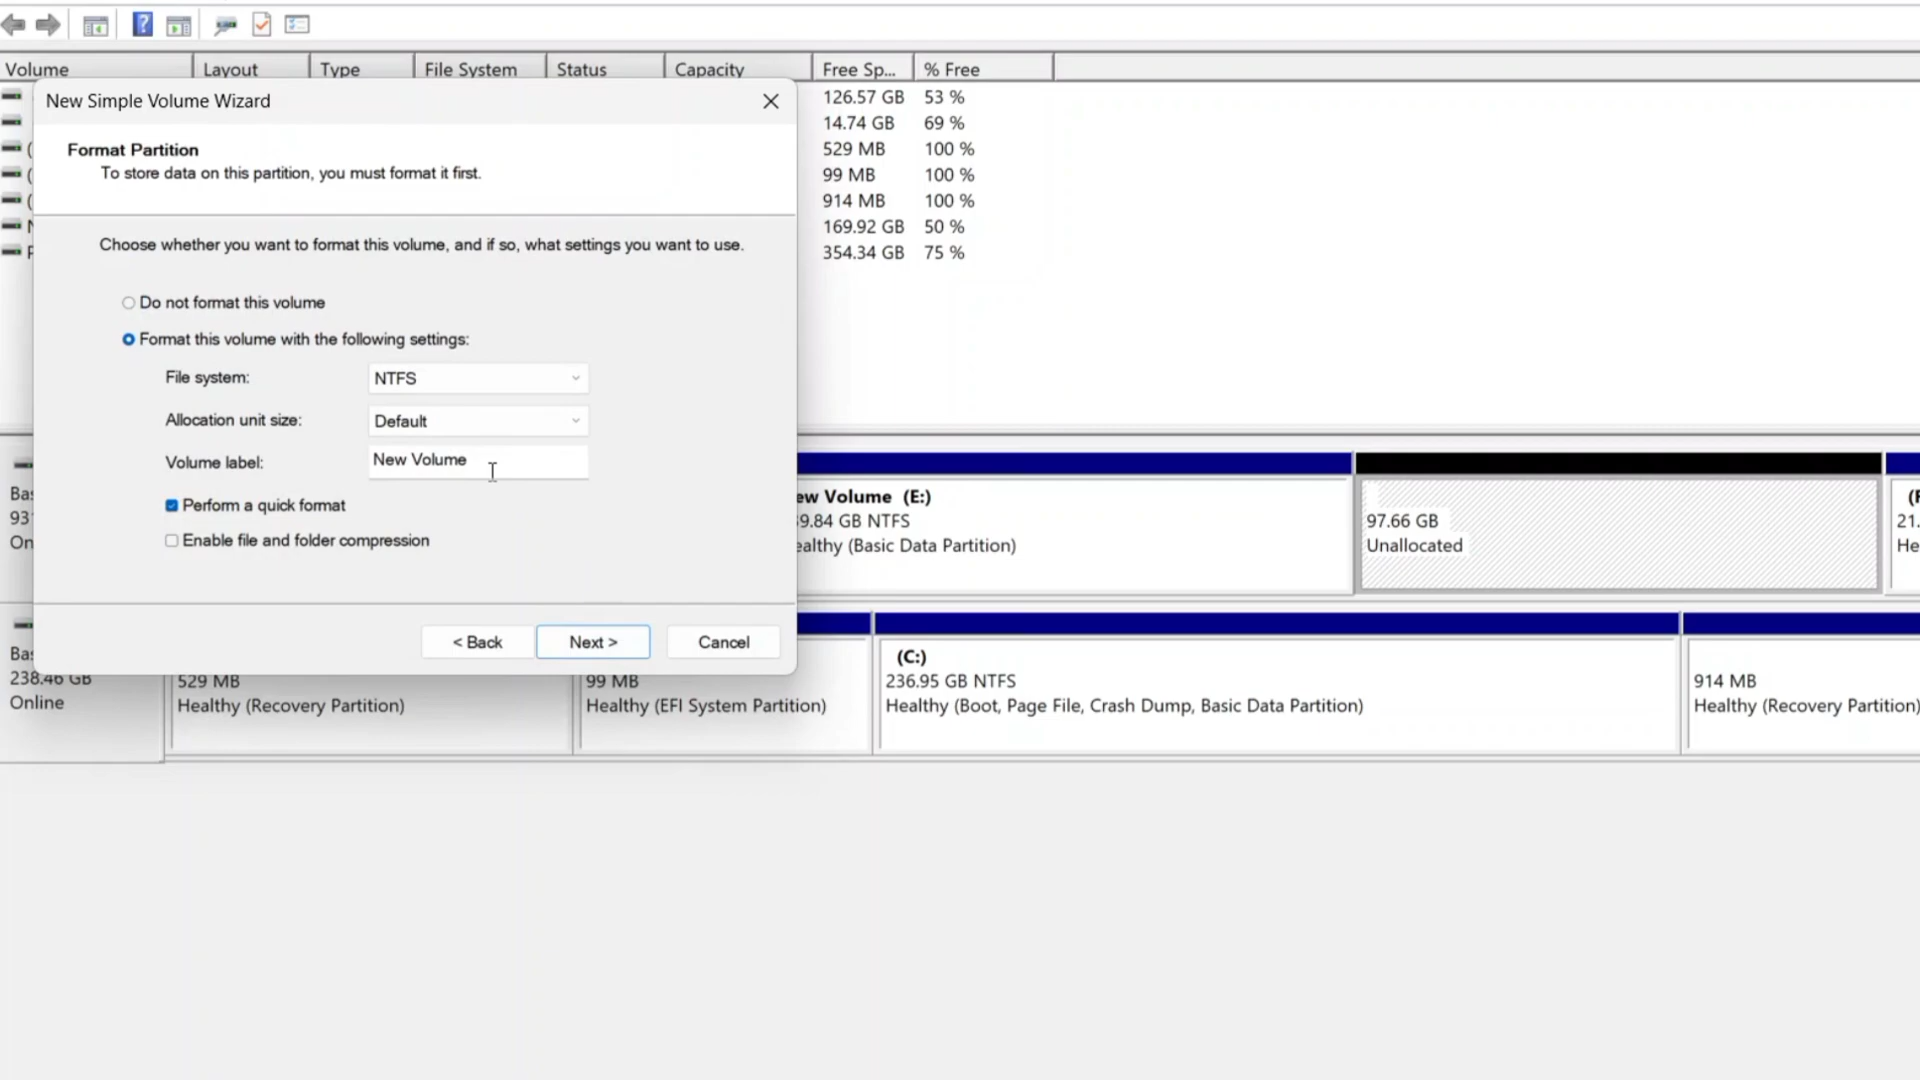 Volume Layout Type File System Status Capacity Free Sp... % Free
126.57 GB 53 %
14.74 GB 69 %
( 529 MB 100 %
( 99 MB 100 %
( 914 MB 100 %
169.92 GB 50 %
354.34 GB 75 %
New Simple Volume Wizard
Format Partition
To store data on this partition, you must format it first.
Choose whether you want to format this volume, and if so, what settings you want to use.
Do not format this volume
Format this volume with the following settings:
File system: NTFS
Allocation unit size: Default
Volume label: New Volume
Perform a quick format
Enable file and folder compression
< Back Next > Cancel
Bas
93
On
ew Volume (E:)
9.84 GB NTFS
ealthy (Basic Data Partition)
97.66 GB
Unallocated
21.
He
Bas
238.46 GB
Online
529 MB
Healthy (Recovery Partition)
99 MB
Healthy (EFI System Partition)
(C:)
236.95 GB NTFS
Healthy (Boot, Page File, Crash Dump, Basic Data Partition)
914 MB
Healthy (Recovery Partition)